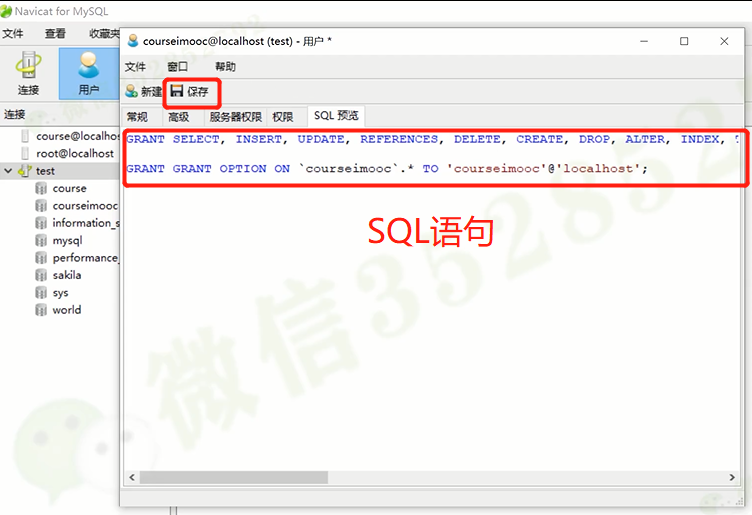 Navicat for MySQL
文件 查看 收藏夹
连接 用户
连接
course@localhos
root@localhost
test
course
courseimooc
information_s
mysql
performance_
sakila
sys
world
courseimooc@localhost (test) - 用户 *
文件 窗口 帮助
新建 保存
常规 高级 服务器权限 权限 SQL 预览
GRANT SELECT, INSERT, UPDATE, REFERENCES, DELETE, CREATE, DROP, ALTER, INDEX,
GRANT GRANT OPTION ON `courseimooc`.* TO 'courseimooc'@'localhost';
SQL语句
微信352852